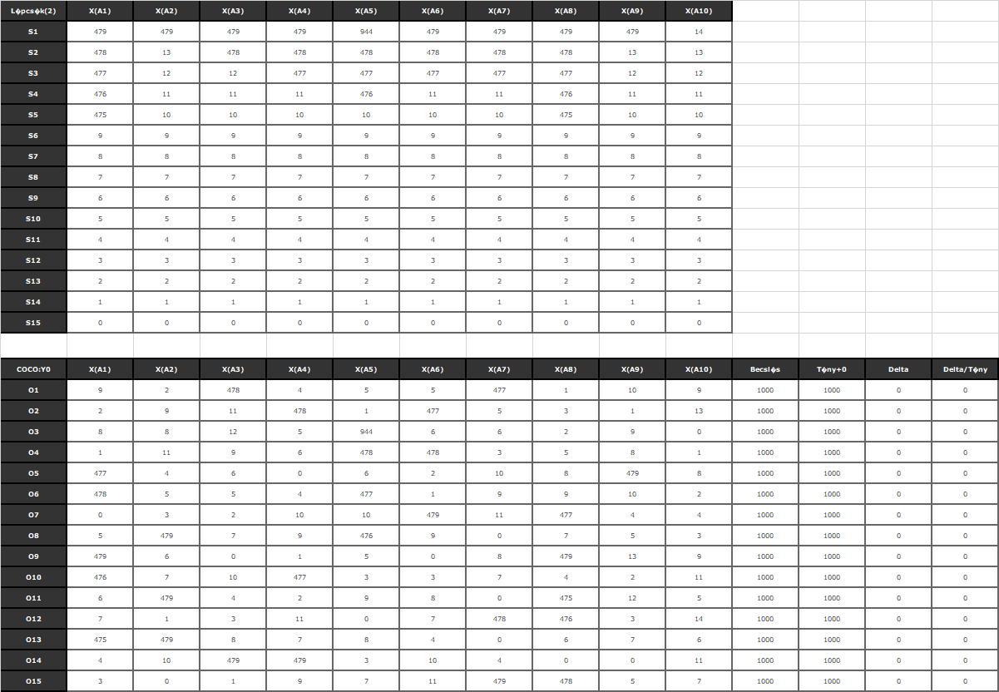 L�pcs�k(2) X(A1) X(A2) X(A3) X(A4) X(A5) X(A6) X(A7) X(A8) X(A9) X(A10)
S1 479 479 479 479 944 479 479 479 479 14
S2 478 13 478 478 478 478 478 478 13 13
S3 477 12 12 477 477 477 477 477 12 12
S4 476 11 11 11 476 11 11 476 11 11
S5 475 10 10 10 10 10 10 475 10 10
S6 9 9 9 9 9 9 9 9 9 9
S7 8 8 8 8 8 8 8 8 8 8
S8 7 7 7 7 7 7 7 7 7 7
S9 6 6 6 6 6 6 6 6 6 6
S10 5 5 5 5 5 5 5 5 5 5
S11 4 4 4 4 4 4 4 4 4 4
S12 3 3 3 3 3 3 3 3 3 3
S13 2 2 2 2 2 2 2 2 2 2
S14 1 1 1 1 1 1 1 1 1 1
S15 0 0 0 0 0 0 0 0 0 0
COCO:Y0 X(A1) X(A2) X(A3) X(A4) X(A5) X(A6) X(A7) X(A8) X(A9) X(A10) Becsl�s T�ny+0 Delta Delta/T�ny
O1 9 2 478 4 5 5 477 1 10 9 1000 1000 0 0
O2 2 9 11 478 1 477 5 3 1 13 1000 1000 0 0
O3 8 8 12 5 944 6 6 2 9 0 1000 1000 0 0
O4 1 11 9 6 478 478 3 5 8 1 1000 1000 0 0
O5 477 4 6 0 6 2 10 8 479 8 1000 1000 0 0
O6 478 5 5 4 477 1 9 9 10 2 1000 1000 0 0
O7 0 3 2 10 10 479 11 477 4 4 1000 1000 0 0
O8 5 479 7 9 476 9 0 7 5 3 1000 1000 0 0
O9 479 6 0 1 5 0 8 479 13 9 1000 1000 0 0
O10 476 7 10 477 3 3 7 4 2 11 1000 1000 0 0
O11 6 479 4 2 9 8 0 475 12 5 1000 1000 0 0
O12 7 1 3 11 0 7 478 476 3 14 1000 1000 0 0
O13 475 479 8 7 8 4 0 6 7 6 1000 1000 0 0
O14 4 10 479 479 3 10 4 0 0 11 1000 1000 0 0
O15 3 0 1 9 7 11 479 478 5 7 1000 1000 0 0